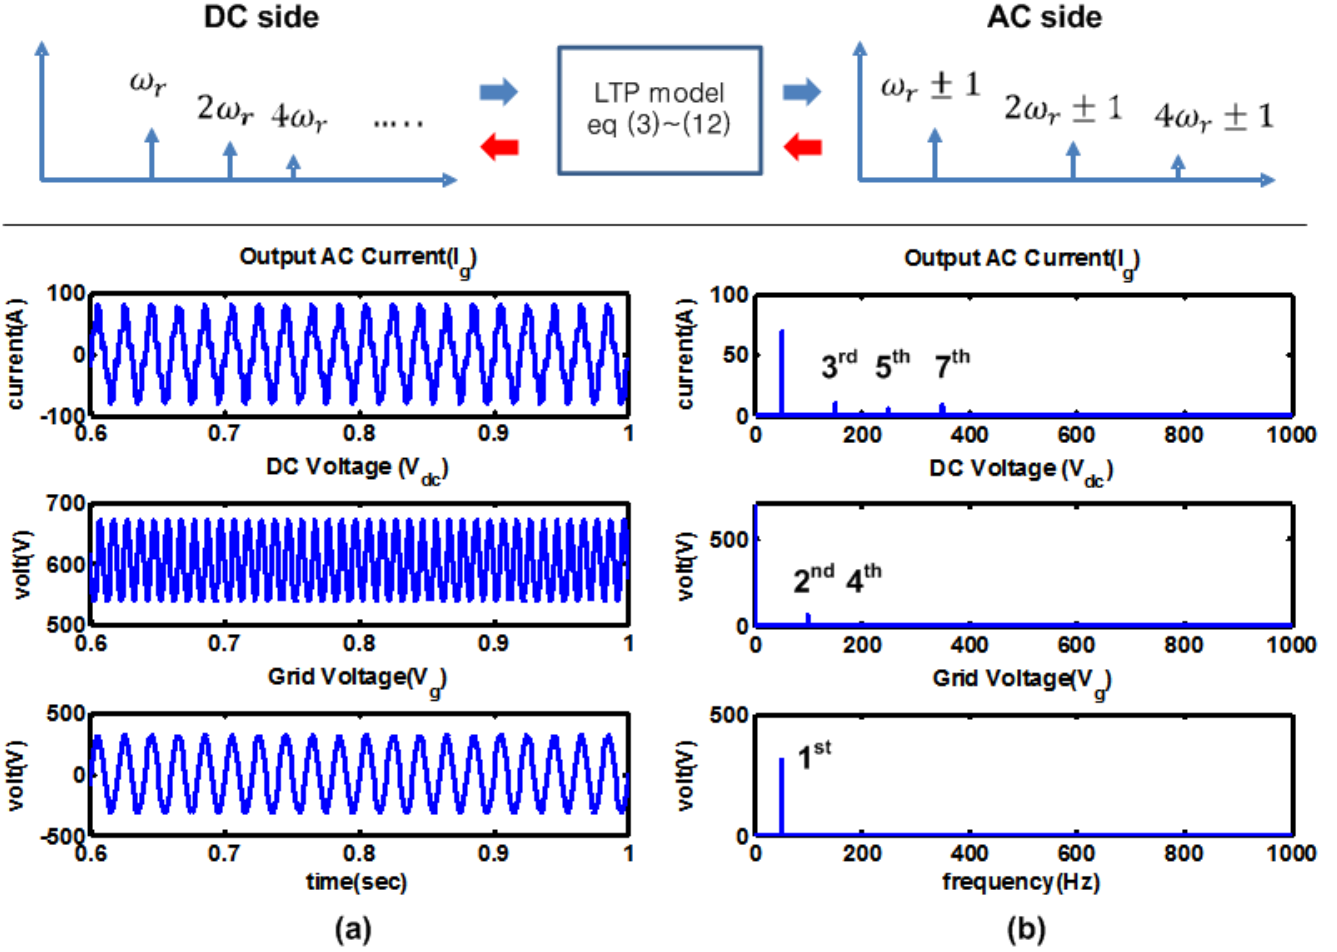 DC side
AC side
ωr
2ωr 4ωr .....
LTP model
eq (3)~(12)
ωr ± 1
2ωr ± 1
4ωr ± 1
Output AC Current(Ig)
current(A)
100
0
-100
0.6 0.7 0.8 0.9 1
DC Voltage (Vdc)
volt(V)
700
600
500
0.6 0.7 0.8 0.9 1
Grid Voltage(Vg)
volt(V)
500
0
-500
0.6 0.7 0.8 0.9 1
time(sec)
(a)
Output AC Current(Ig)
current(A)
100
50
0
3rd 5th 7th
0 200 400 600 800 1000
DC Voltage (Vdc)
volt(V)
500
0
2nd 4th
0 200 400 600 800 1000
Grid Voltage(Vg)
volt(V)
500
0
1st
0 200 400 600 800 1000
frequency(Hz)
(b)